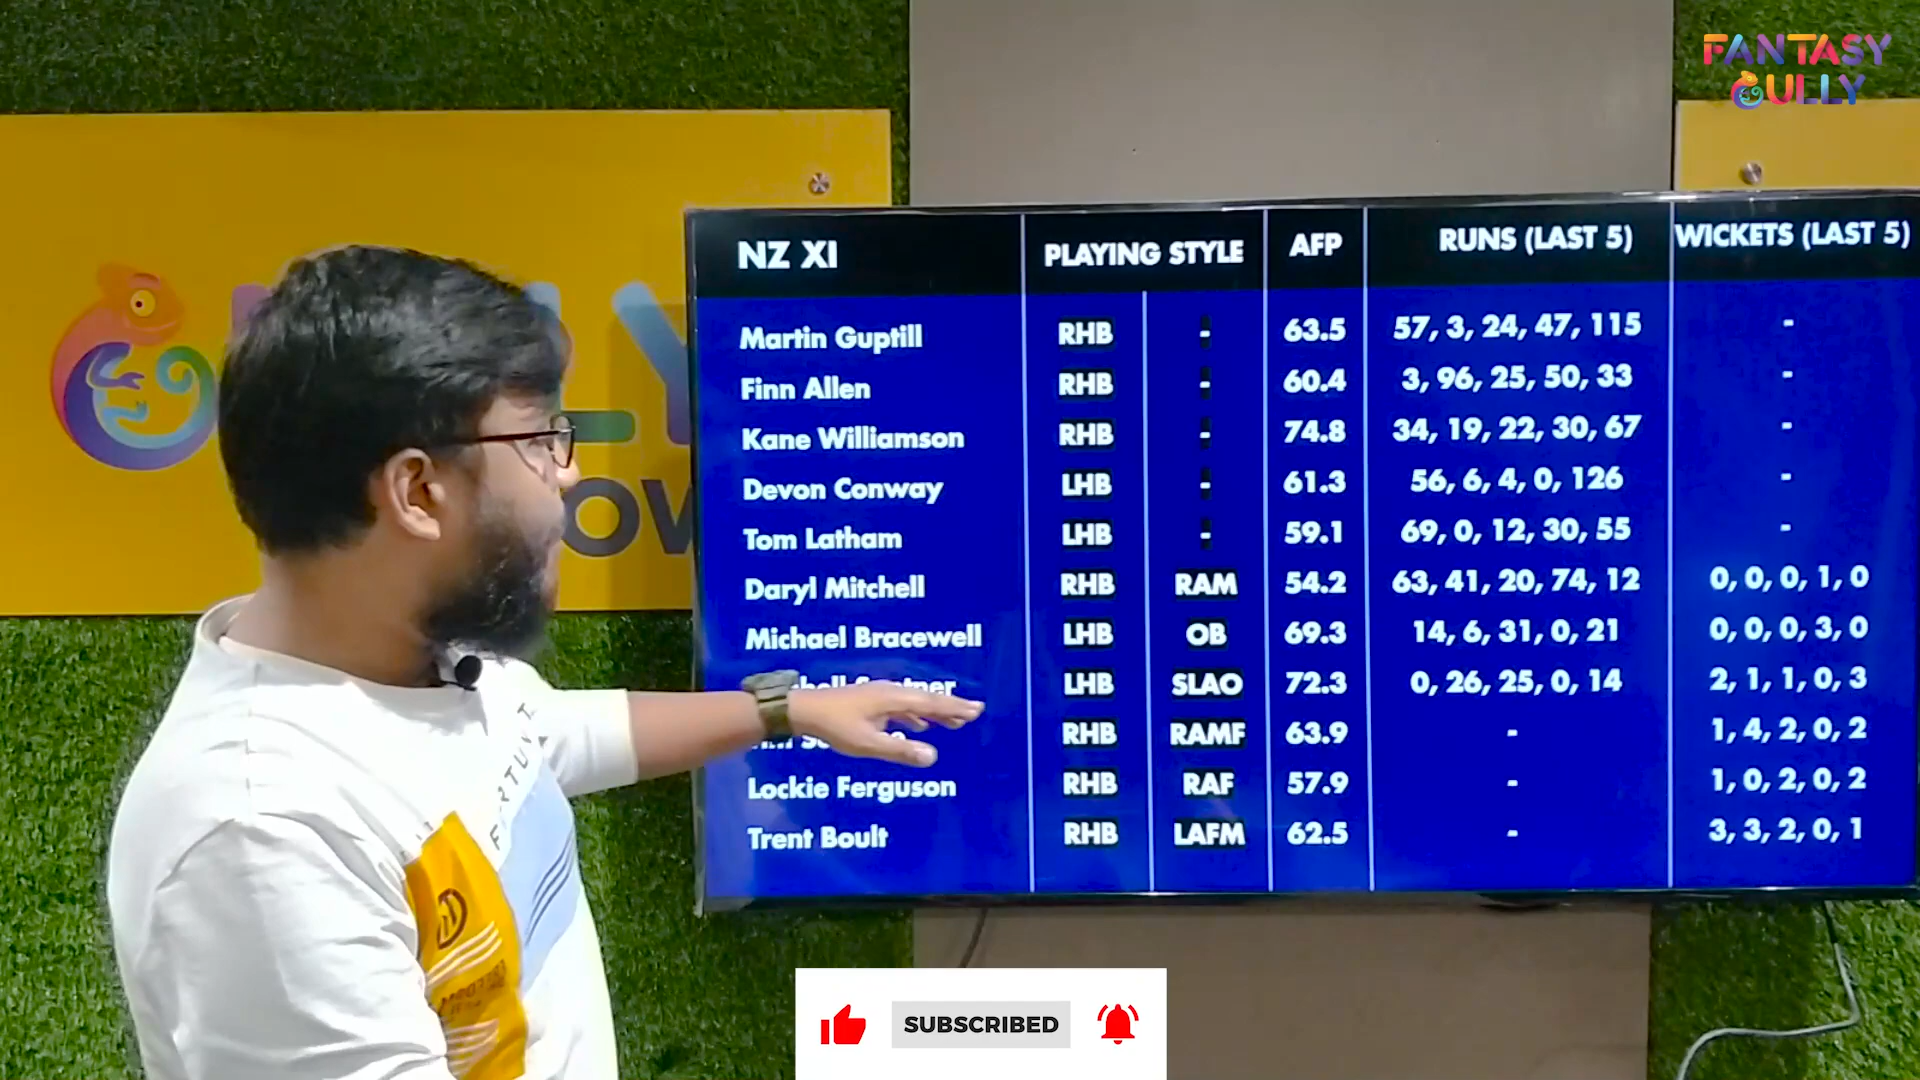 FANTASY
GULLY
NZ XI PLAYING STYLE AFP RUNS (LAST 5) WICKETS (LAST 5)
Martin Guptill RHB - 63.5 57, 3, 24, 47, 115 -
Finn Allen RHB - 60.4 3, 96, 25, 50, 33 -
Kane Williamson RHB - 74.8 34, 19, 22, 30, 67 -
Devon Conway LHB - 61.3 56, 6, 4, 0, 126 -
Tom Latham LHB - 59.1 69, 0, 12, 30, 55 -
Daryl Mitchell RHB RAM 54.2 63, 41, 20, 74, 12 0, 0, 0, 1, 0
Michael Bracewell LHB OB 69.3 14, 6, 31, 0, 21 0, 0, 0, 3, 0
LHB SLAO 72.3 0, 26, 25, 0, 14 2, 1, 1, 0, 3
RHB RAMF 63.9 - 1, 4, 2, 0, 2
Lockie Ferguson RHB RAF 57.9 - 1, 0, 2, 0, 2
Trent Boult RHB LAFM 62.5 - 3, 3, 2, 0, 1
SUBSCRIBED